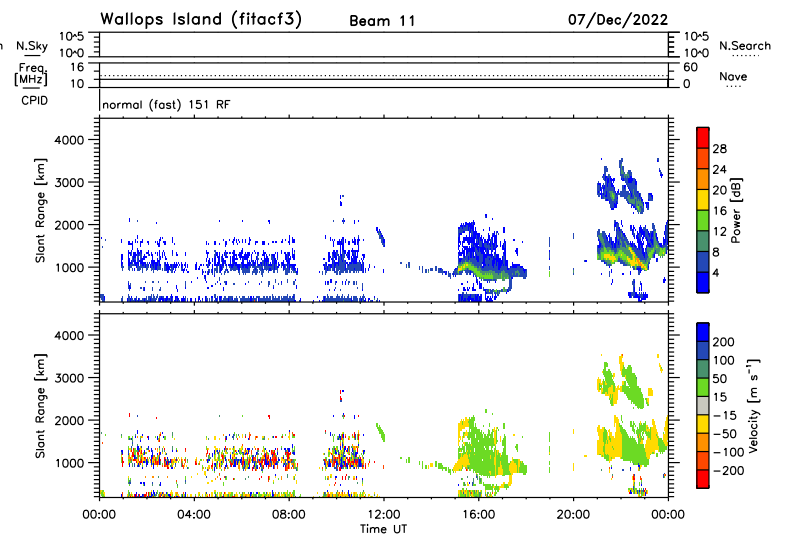 Wallops Island (fitacf3) Beam 11 07/Dec/2022
n N.Sky 10^5 10^5 N.Search
10^0 10^0
Freq. 16 60
[MHz] Nave
10 0
CPID normal (fast) 151 RF
Slant Range [km]
4000
3000
2000
1000
Power [dB]
28
24
20
16
12
8
4
Slant Range [km]
4000
3000
2000
1000
Velocity [m s⁻¹]
200
100
50
15
-15
-50
-100
-200
00:00 04:00 08:00 12:00 16:00 20:00 00:00
Time UT